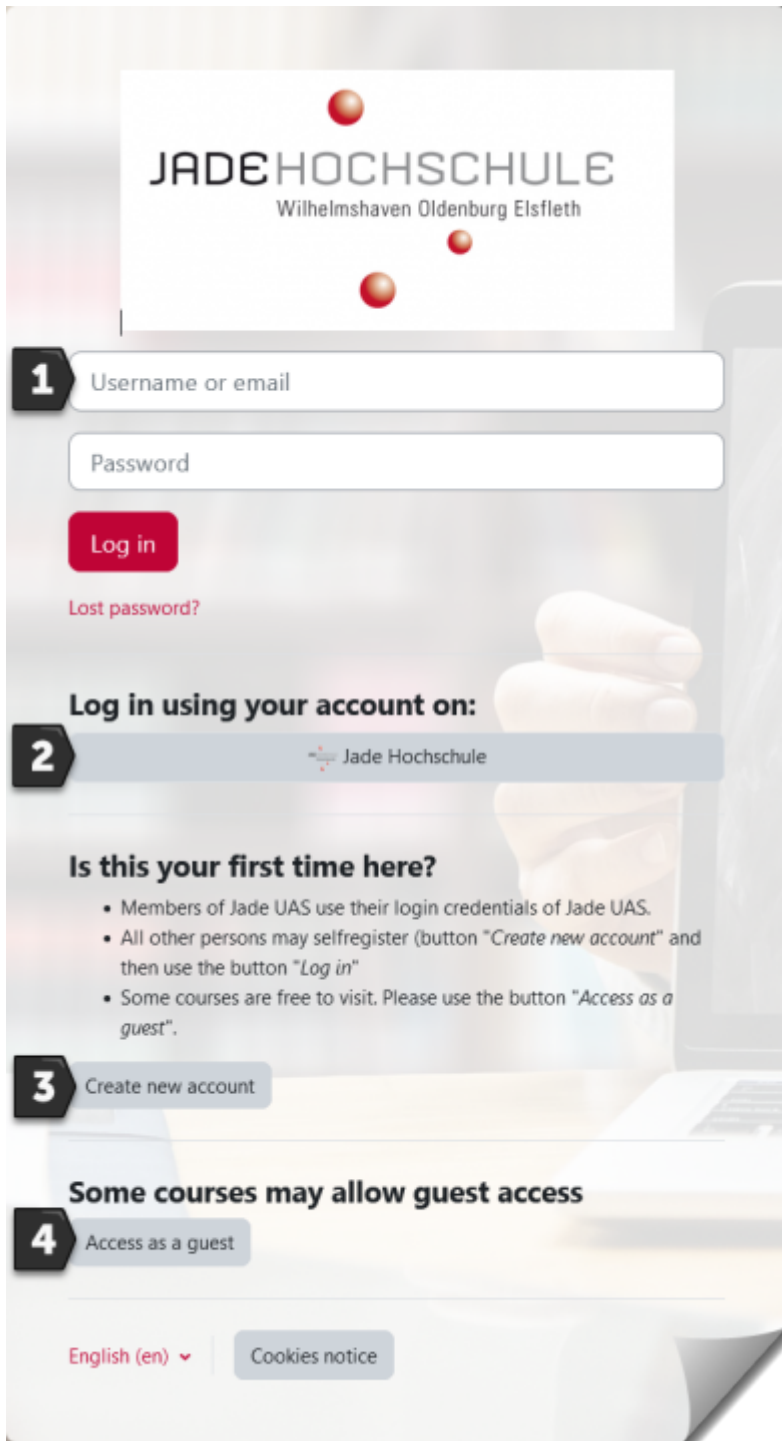 JADEHOCHSCHULE
Wilhelmshaven Oldenburg Elsfleth
1
Username or email
Password
Log in
Lost password?
Log in using your account on:
2
Jade Hochschule
Is this your first time here?
• Members of Jade UAS use their login credentials of Jade UAS.
• All other persons may selfregister (button "Create new account" and
then use the button "Log in"
• Some courses are free to visit. Please use the button "Access as a
guest".
3
Create new account
Some courses may allow guest access
4
Access as a guest
English (en)
Cookies notice